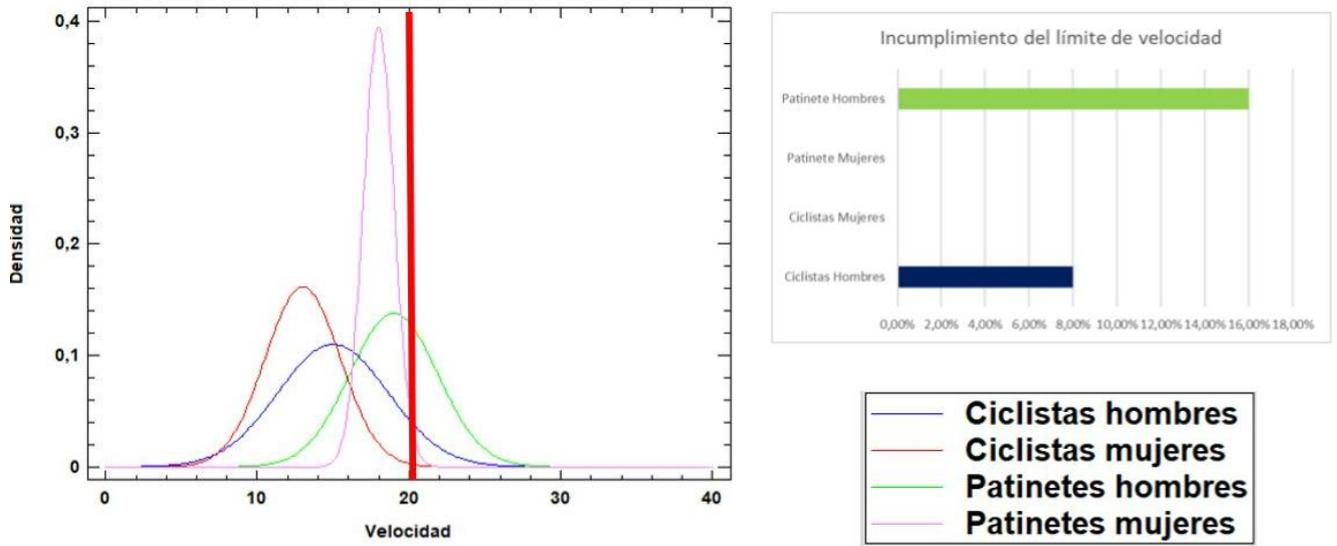 0,4
0,3
0,2
0,1
0
Densidad
0 10 20 30 40
Velocidad
Incumplimiento del límite de velocidad
Patinete Hombres
Patinete Mujeres
Ciclistas Mujeres
Ciclistas Hombres
0,00% 2,00% 4,00% 6,00% 8,00% 10,00% 12,00% 14,00% 16,00% 18,00%
Ciclistas hombres
Ciclistas mujeres
Patinetes hombres
Patinetes mujeres